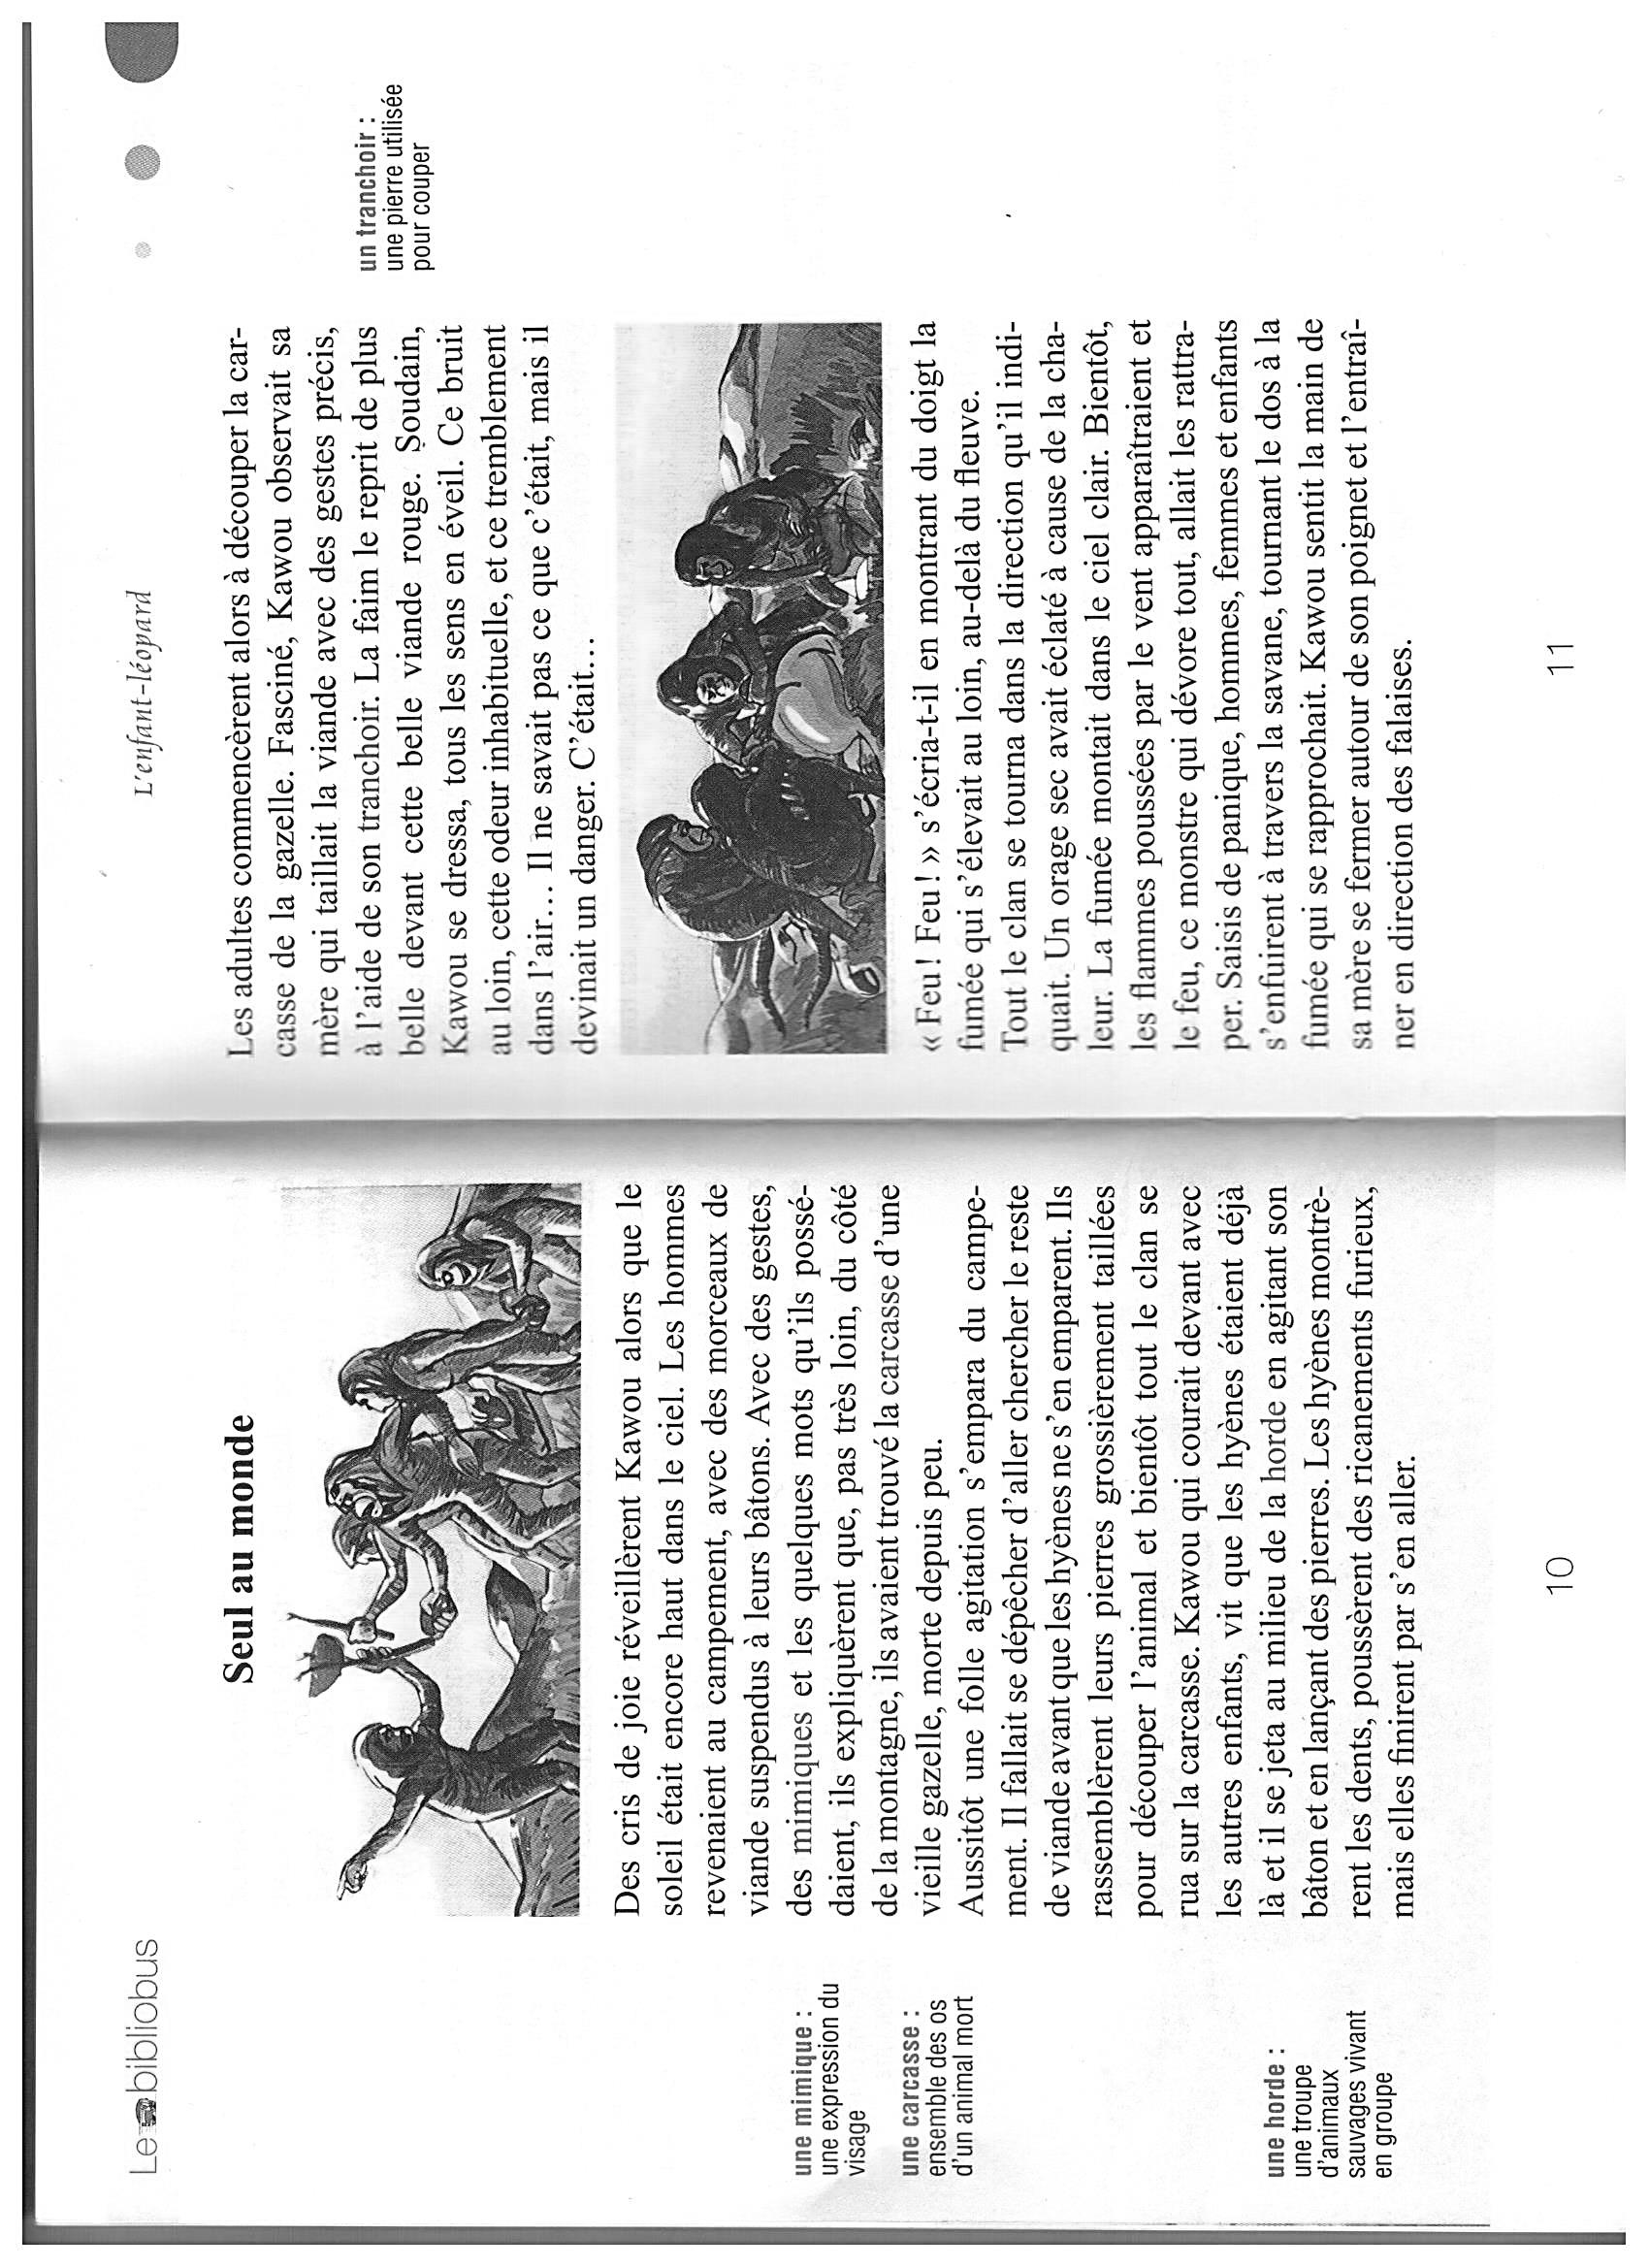 Le bibliobus
Seul au monde
Des cris de joie réveillèrent Kawou alors que le
soleil était encore haut dans le ciel. Les hommes
revenaient au campement, avec des morceaux de
viande suspendus à leurs bâtons. Avec des gestes,
des mimiques et les quelques mots qu'ils possé-
daient, ils expliquèrent que, pas très loin, du côté
de la montagne, ils avaient trouvé la carcasse d'une
vieille gazelle, morte depuis peu.
Aussitôt une folle agitation s'empara du campe-
ment. Il fallait se dépêcher d'aller chercher le reste
de viande avant que les hyènes ne s'en emparent. Ils
rassemblèrent leurs pierres grossièrement taillées
pour découper l'animal et bientôt tout le clan se
rua sur la carcasse. Kawou qui courait devant avec
les autres enfants, vit que les hyènes étaient déjà
là et il se jeta au milieu de la horde en agitant son
bâton et en lançant des pierres. Les hyènes montrè-
rent les dents, poussèrent des ricanements furieux,
mais elles finirent par s'en aller.
une mimique :
une expression du
visage
une carcasse :
ensemble des os
d'un animal mort
une horde :
une troupe
d'animaux
sauvages vivant
en groupe
10
L'enfant-léopard
Les adultes commencèrent alors à découper la car-
casse de la gazelle. Fasciné, Kawou observait sa
mère qui taillait la viande avec des gestes précis,
à l'aide de son tranchoir. La faim le reprit de plus
belle devant cette belle viande rouge. Soudain,
Kawou se dressa, tous les sens en éveil. Ce bruit
au loin, cette odeur inhabituelle, et ce tremblement
dans l'air… Il ne savait pas ce que c'était, mais il
devinait un danger. C'était…
un tranchoir :
une pierre utilisée
pour couper
« Feu ! Feu ! » s'écria-t-il en montrant du doigt la
fumée qui s'élevait au loin, au-delà du fleuve.
Tout le clan se tourna dans la direction qu'il indi-
quait. Un orage sec avait éclaté à cause de la cha-
leur. La fumée montait dans le ciel clair. Bientôt,
les flammes poussées par le vent apparaîtraient et
le feu, ce monstre qui dévore tout, allait les rattra-
per. Saisis de panique, hommes, femmes et enfants
s'enfuirent à travers la savane, tournant le dos à la
fumée qui se rapprochait. Kawou sentit la main de
sa mère se fermer autour de son poignet et l'entraî-
ner en direction des falaises.
11